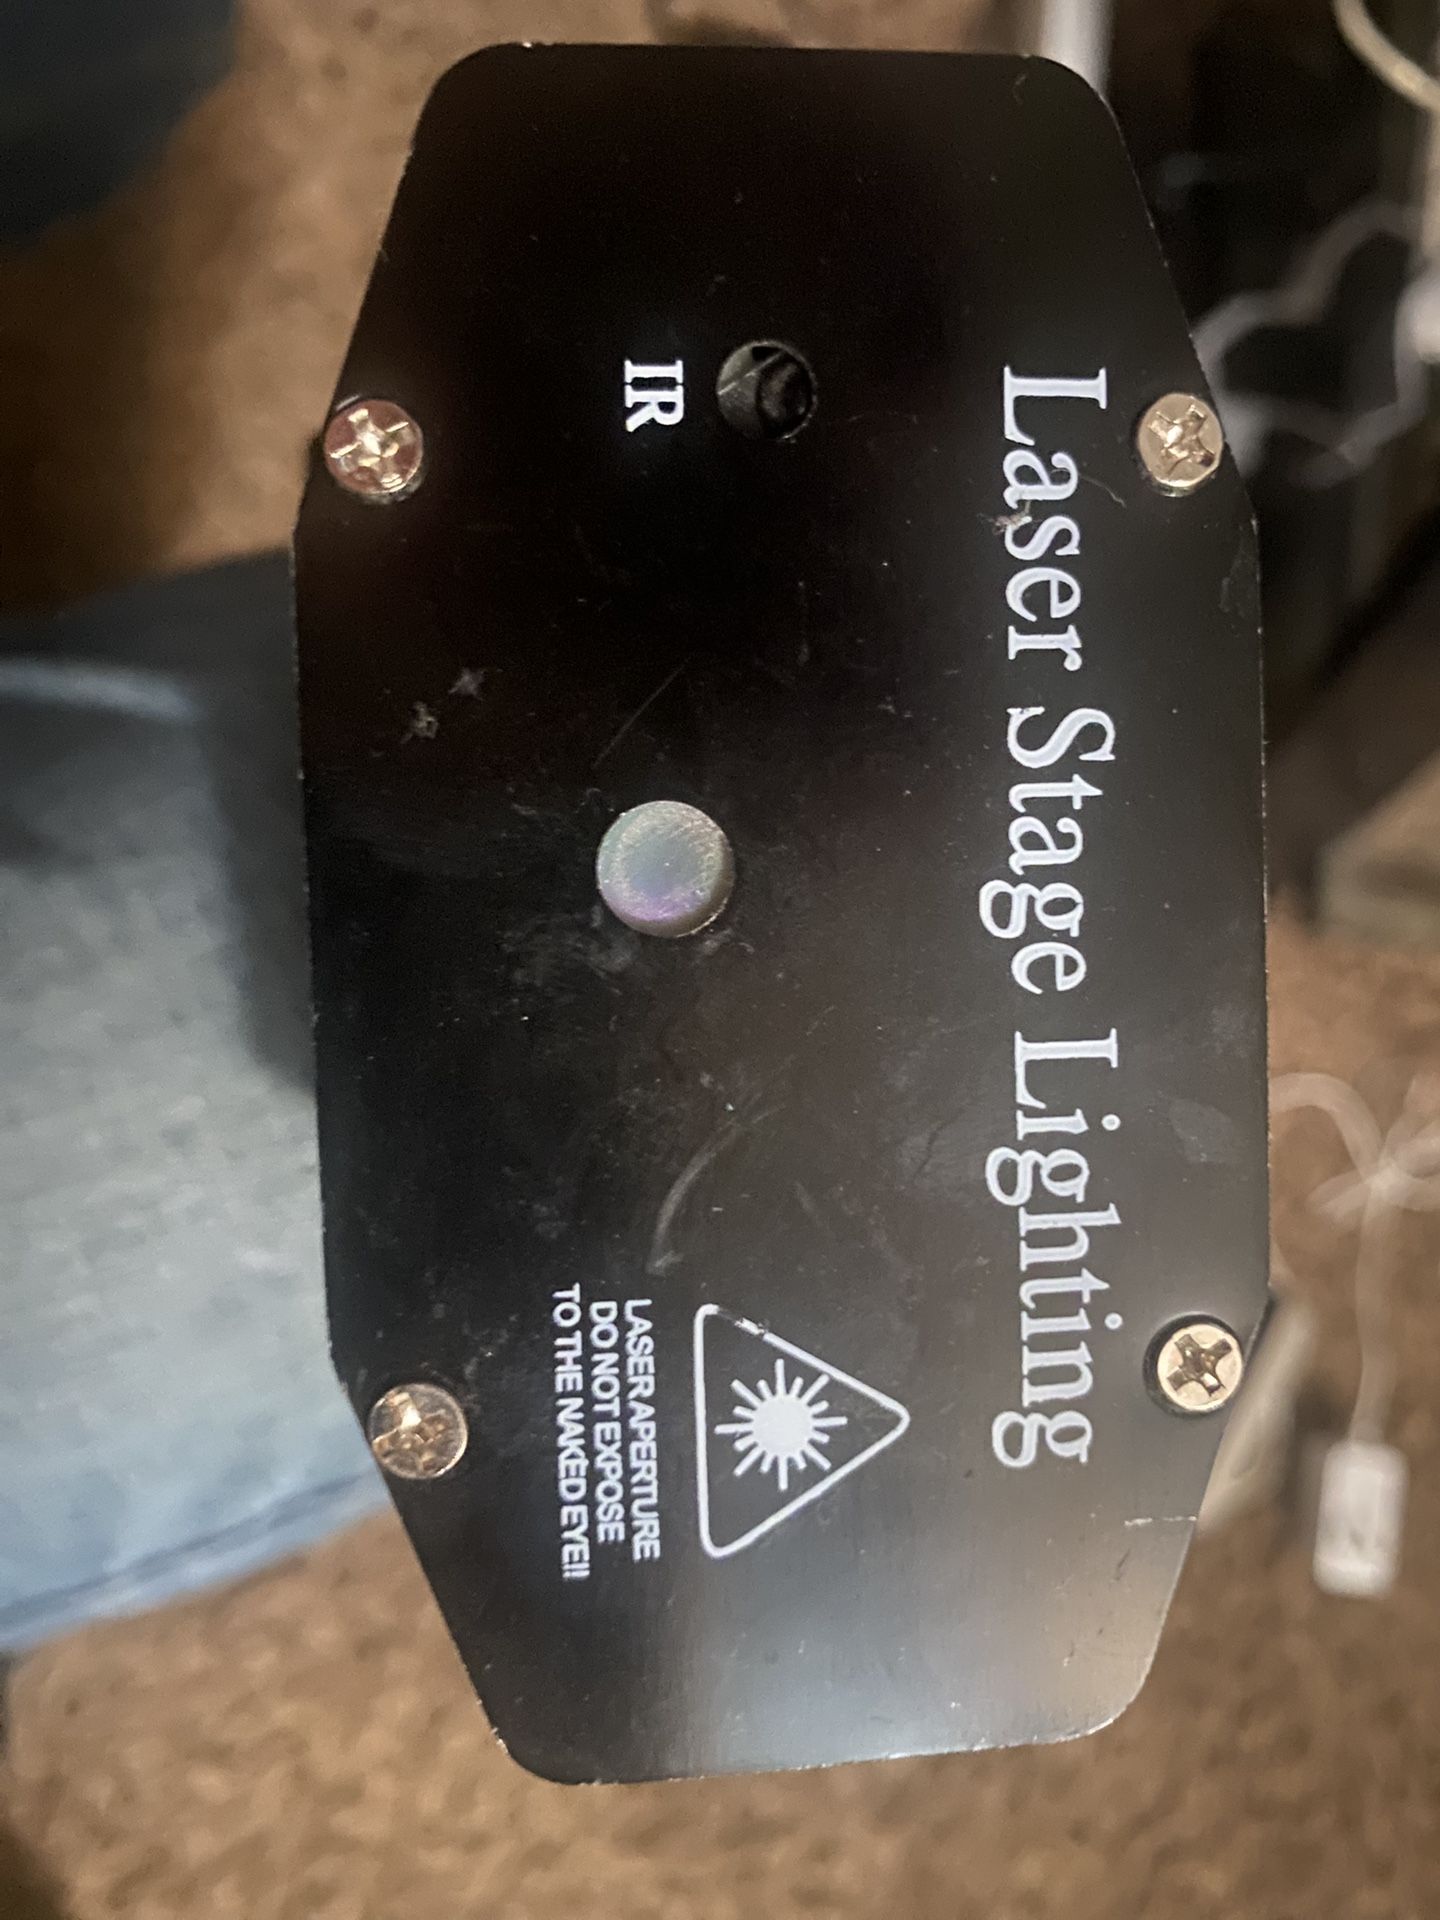 Laser Stage Lighting
IR
LASER APERTURE
DO NOT EXPOSE
TO THE NAKED EYE!!